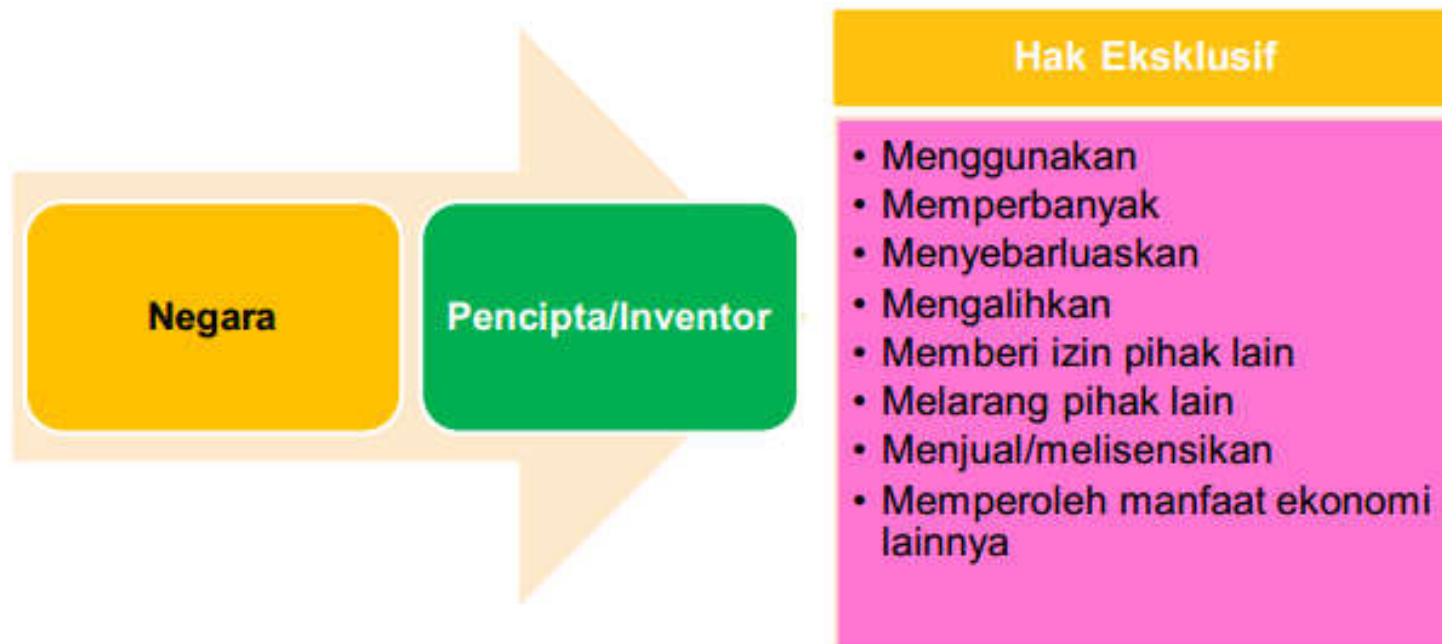 Negara
Pencipta/Inventor
Hak Eksklusif
• Menggunakan
• Memperbanyak
• Menyebarluaskan
• Mengalihkan
• Memberi izin pihak lain
• Melarang pihak lain
• Menjual/melisensikan
• Memperoleh manfaat ekonomi
lainnya